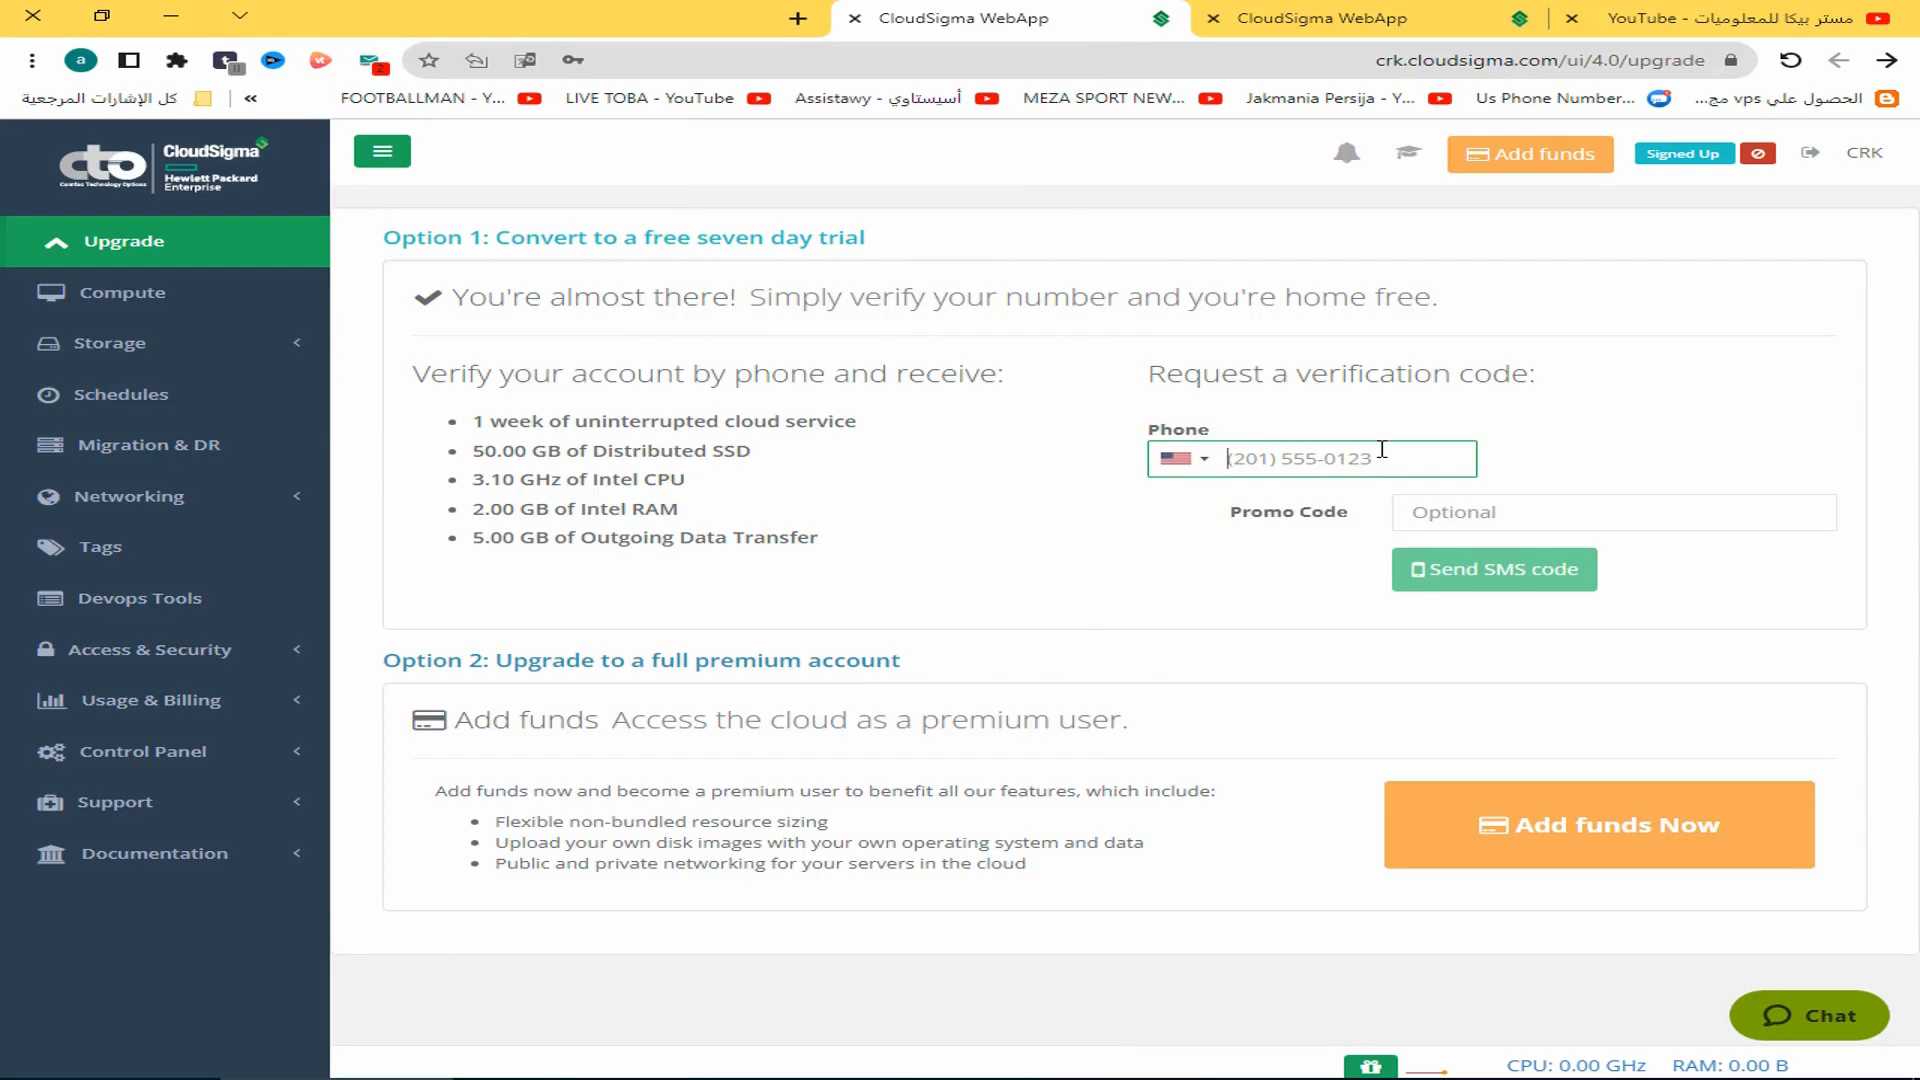 CloudSigma WebApp
CloudSigma WebApp
مستر بيكا للمعلوميات - YouTube
a
2
crk.cloudsigma.com/ui/4.0/upgrade
كل الإشارات المرجعية
«
FOOTBALLMAN - Y...
LIVE TOBA - YouTube
Assistawy - أسيستاوي
MEZA SPORT NEW...
Jakmania Persija - Y...
Us Phone Number...
الحصول علي vps مج...
cto
CloudSigma
Hewlett Packard
Enterprise
Add funds
Signed Up
CRK
Upgrade
Compute
Storage
Schedules
Migration & DR
Networking
Tags
Devops Tools
Access & Security
Usage & Billing
Control Panel
Support
Documentation
Option 1: Convert to a free seven day trial
You're almost there! Simply verify your number and you're home free.
Verify your account by phone and receive:
1 week of uninterrupted cloud service
50.00 GB of Distributed SSD
3.10 GHz of Intel CPU
2.00 GB of Intel RAM
5.00 GB of Outgoing Data Transfer
Request a verification code:
Phone
(201) 555-0123
Promo Code
Optional
Send SMS code
Option 2: Upgrade to a full premium account
Add funds Access the cloud as a premium user.
Add funds now and become a premium user to benefit all our features, which include:
Flexible non-bundled resource sizing
Upload your own disk images with your own operating system and data
Public and private networking for your servers in the cloud
Add funds Now
Chat
CPU: 0.00 GHz
RAM: 0.00 B